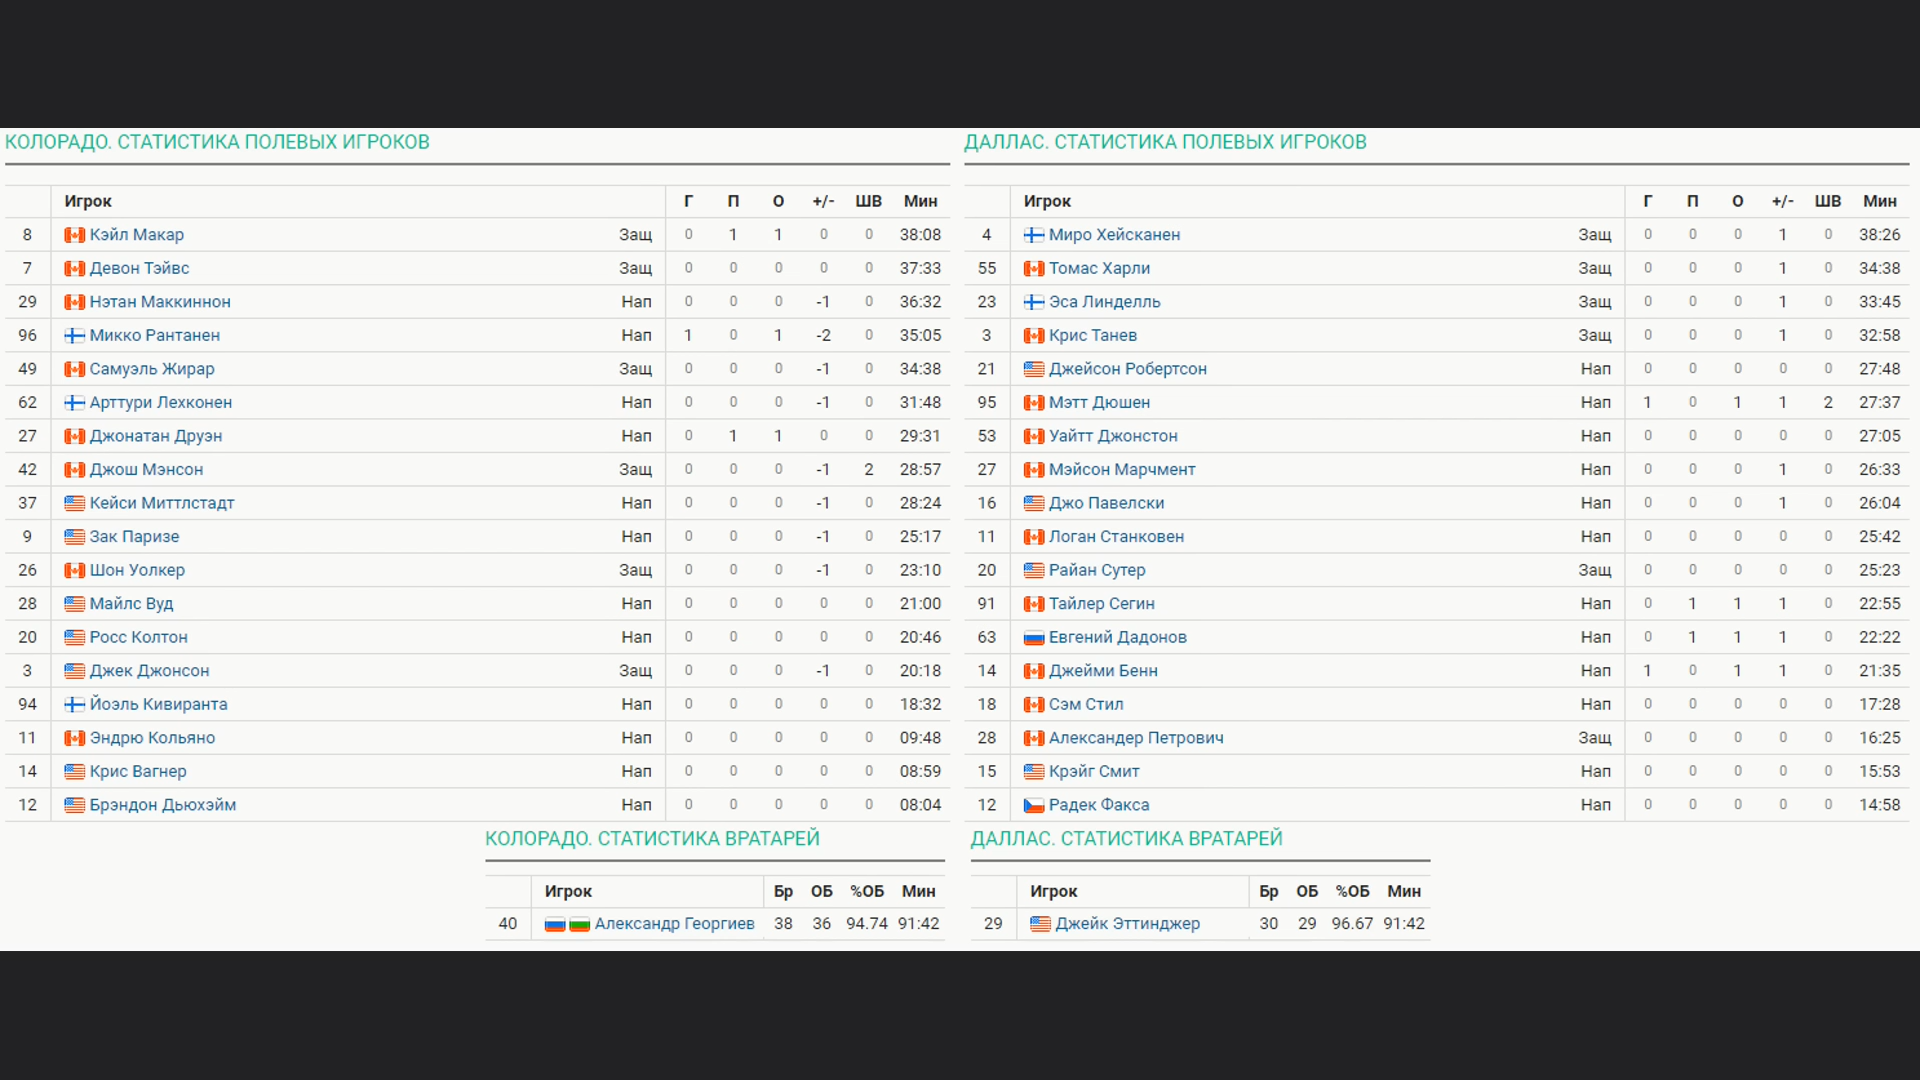 КОЛОРАДО. СТАТИСТИКА ПОЛЕВЫХ ИГРОКОВ
Игрок Г П О +/- ШВ Мин
8 Кэйл Макар Защ 0 1 1 0 0 38:08
7 Девон Тэйвс Защ 0 0 0 0 0 37:33
29 Нэтан Маккиннон Нап 0 0 0 -1 0 36:32
96 Микко Рантанен Нап 1 0 1 -2 0 35:05
49 Самуэль Жирар Защ 0 0 0 -1 0 34:38
62 Арттури Лехконен Нап 0 0 0 -1 0 31:48
27 Джонатан Друэн Нап 0 1 1 0 0 29:31
42 Джош Мэнсон Защ 0 0 0 -1 2 28:57
37 Кейси Миттлстадт Нап 0 0 0 -1 0 28:24
9 Зак Паризе Нап 0 0 0 -1 0 25:17
26 Шон Уолкер Защ 0 0 0 -1 0 23:10
28 Майлс Вуд Нап 0 0 0 0 0 21:00
20 Росс Колтон Нап 0 0 0 0 0 20:46
3 Джек Джонсон Защ 0 0 0 -1 0 20:18
94 Йоэль Кивиранта Нап 0 0 0 0 0 18:32
11 Эндрю Кольяно Нап 0 0 0 0 0 09:48
14 Крис Вагнер Нап 0 0 0 0 0 08:59
12 Брэндон Дьюхэйм Нап 0 0 0 0 0 08:04
ДАЛЛАС. СТАТИСТИКА ПОЛЕВЫХ ИГРОКОВ
Игрок Г П О +/- ШВ Мин
4 Миро Хейсканен Защ 0 0 0 1 0 38:26
55 Томас Харли Защ 0 0 0 1 0 34:38
23 Эса Линделль Защ 0 0 0 1 0 33:45
3 Крис Танев Защ 0 0 0 1 0 32:58
21 Джейсон Робертсон Нап 0 0 0 0 0 27:48
95 Мэтт Дюшен Нап 1 0 1 1 2 27:37
53 Уайтт Джонстон Нап 0 0 0 0 0 27:05
27 Мэйсон Марчмент Нап 0 0 0 1 0 26:33
16 Джо Павелски Нап 0 0 0 1 0 26:04
11 Логан Станковен Нап 0 0 0 0 0 25:42
20 Райан Сутер Защ 0 0 0 0 0 25:23
91 Тайлер Сегин Нап 0 1 1 1 0 22:55
63 Евгений Дадонов Нап 0 1 1 1 0 22:22
14 Джейми Бенн Нап 1 0 1 1 0 21:35
18 Сэм Стил Нап 0 0 0 0 0 17:28
28 Александер Петрович Защ 0 0 0 0 0 16:25
15 Крэйг Смит Нап 0 0 0 0 0 15:53
12 Радек Факса Нап 0 0 0 0 0 14:58
КОЛОРАДО. СТАТИСТИКА ВРАТАРЕЙ
Игрок Бр ОБ %ОБ Мин
40 Александр Георгиев 38 36 94.74 91:42
ДАЛЛАС. СТАТИСТИКА ВРАТАРЕЙ
Игрок Бр ОБ %ОБ Мин
29 Джейк Эттинджер 30 29 96.67 91:42